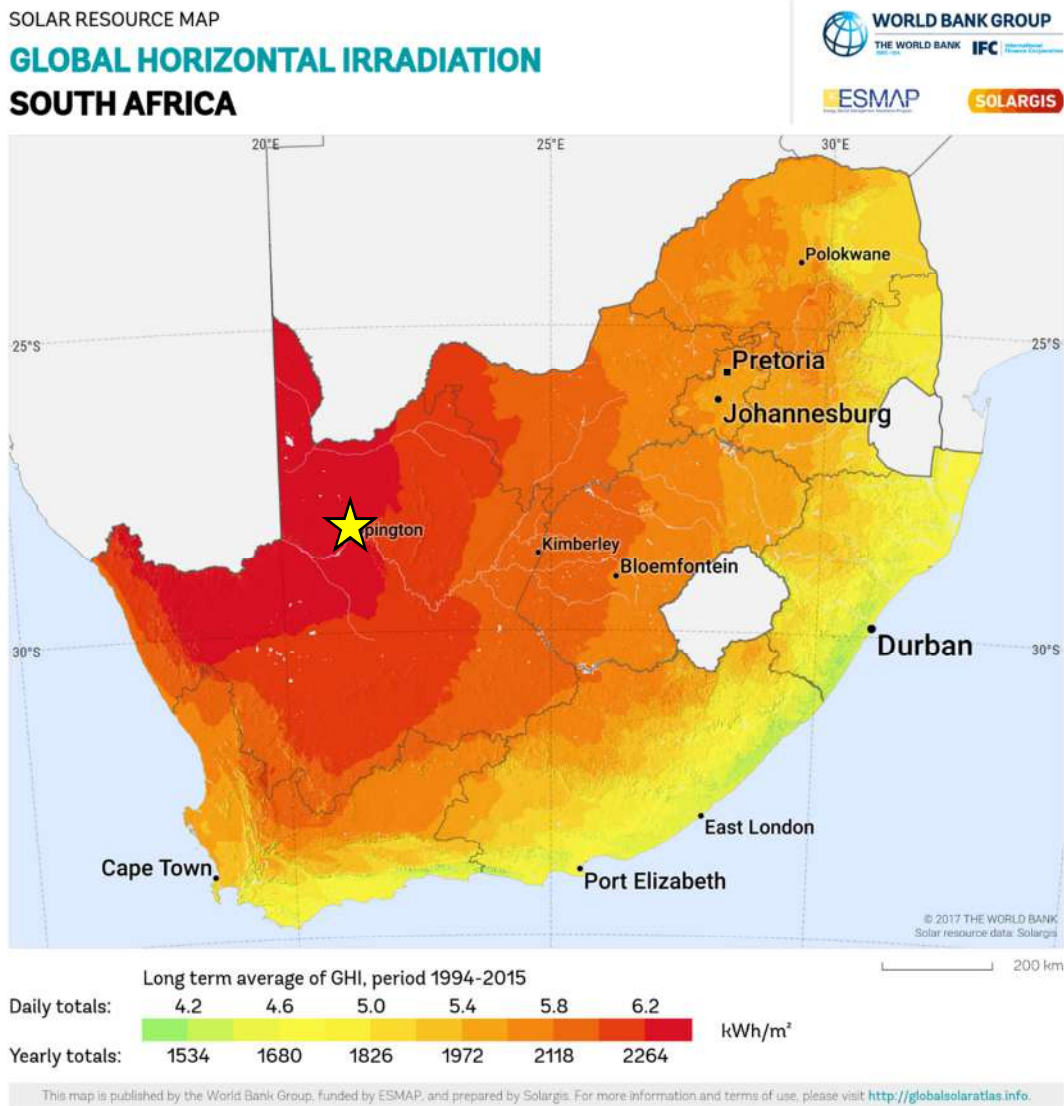 SOLAR RESOURCE MAP
GLOBAL HORIZONTAL IRRADIATION
SOUTH AFRICA
WORLD BANK GROUP
THE WORLD BANK
IFC International Finance Corporation
ESMAP
SOLARGIS
20°E 25°E 30°E
Polokwane
25°S 25°S
Pretoria
Johannesburg
pington
Kimberley
Bloemfontein
Durban
30°S 30°S
East London
Cape Town
Port Elizabeth
© 2017 THE WORLD BANK
Solar resource data: Solargis
200 km
Long term average of GHI, period 1994-2015
Daily totals: 4.2 4.6 5.0 5.4 5.8 6.2
kWh/m²
Yearly totals: 1534 1680 1826 1972 2118 2264
This map is published by the World Bank Group, funded by ESMAP, and prepared by Solargis. For more information and terms of use, please visit http://globalsolaratlas.info.